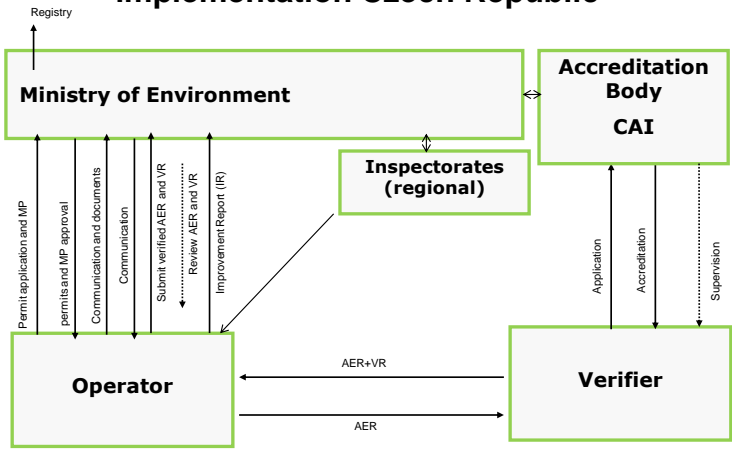 Implementation Czech Republic
Registry
Ministry of Environment
Accreditation
Body
CAI
Inspectorates
(regional)
Permit application and MP
permits and MP approval
Communication and documents
Communication
Submit verified AER and VR
Review AER and VR
Improvement Report (IR)
Application
Accreditation
Supervision
Operator
AER+VR
AER
Verifier